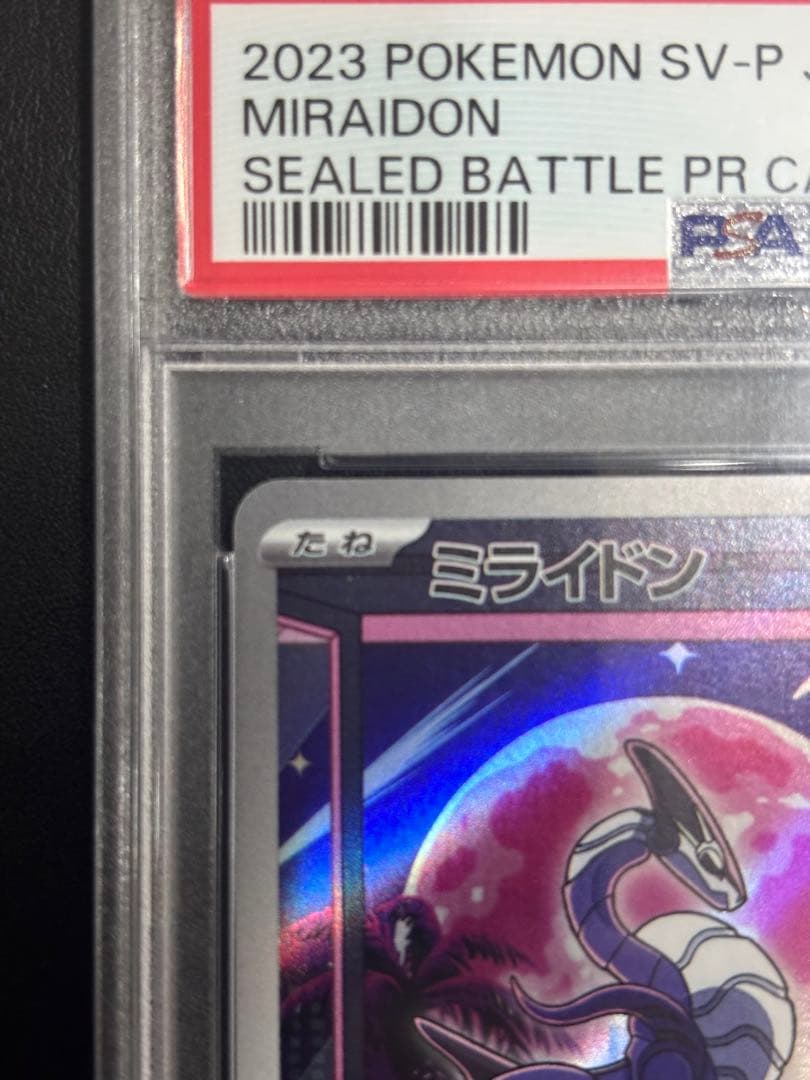 2023 POKEMON SV-P
MIRAIDON
SEALED BATTLE PR
PSA
たね
ミライドン